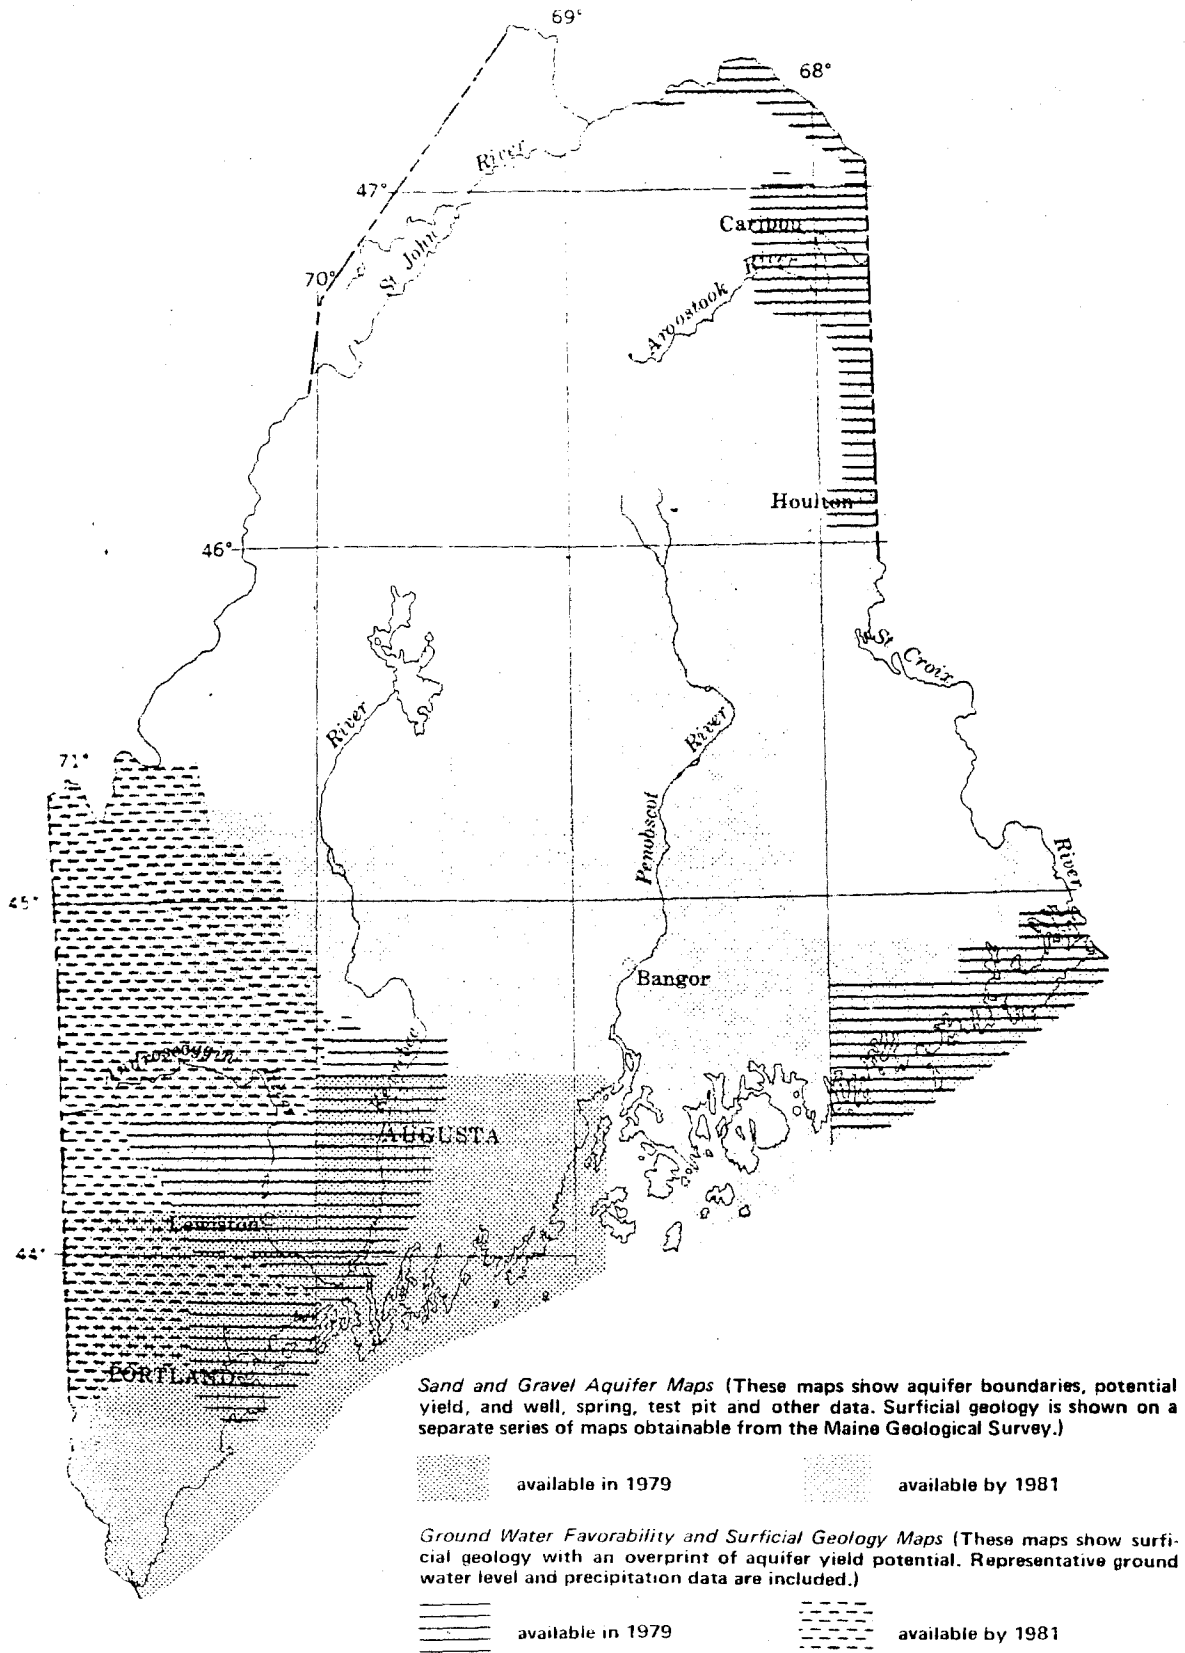 69°
68°
River
47°
Caribou
St John
River
70°
Aroostook
Houlton
46°
St Croix
River
River
71°
Penobscot
River
45°
Bangor
Androscoggin
Kennebec
AUGUSTA
Lewiston
44°
PORTLAND
Sand and Gravel Aquifer Maps (These maps show aquifer boundaries, potential
yield, and well, spring, test pit and other data. Surficial geology is shown on a
separate series of maps obtainable from the Maine Geological Survey.)
available in 1979 available by 1981
Ground Water Favorability and Surficial Geology Maps (These maps show surfi-
cial geology with an overprint of aquifer yield potential. Representative ground
water level and precipitation data are included.)
available in 1979 available by 1981